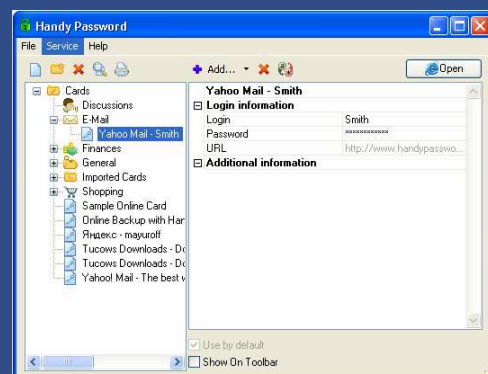 Handy Password
File Service Help
Add...
Open
Cards
Discussions
E-Mail
Yahoo Mail - Smith
Finances
General
Imported Cards
Shopping
Sample Online Card
Online Backup with Har
Яндекс - mayuroff
Tucows Downloads - Do
Tucows Downloads - Do
Yahoo! Mail - The best w
Yahoo Mail - Smith
Login information
Login Smith
Password ************
URL http://www.handypasswo...
Additional information
Use by default
Show On Toolbar